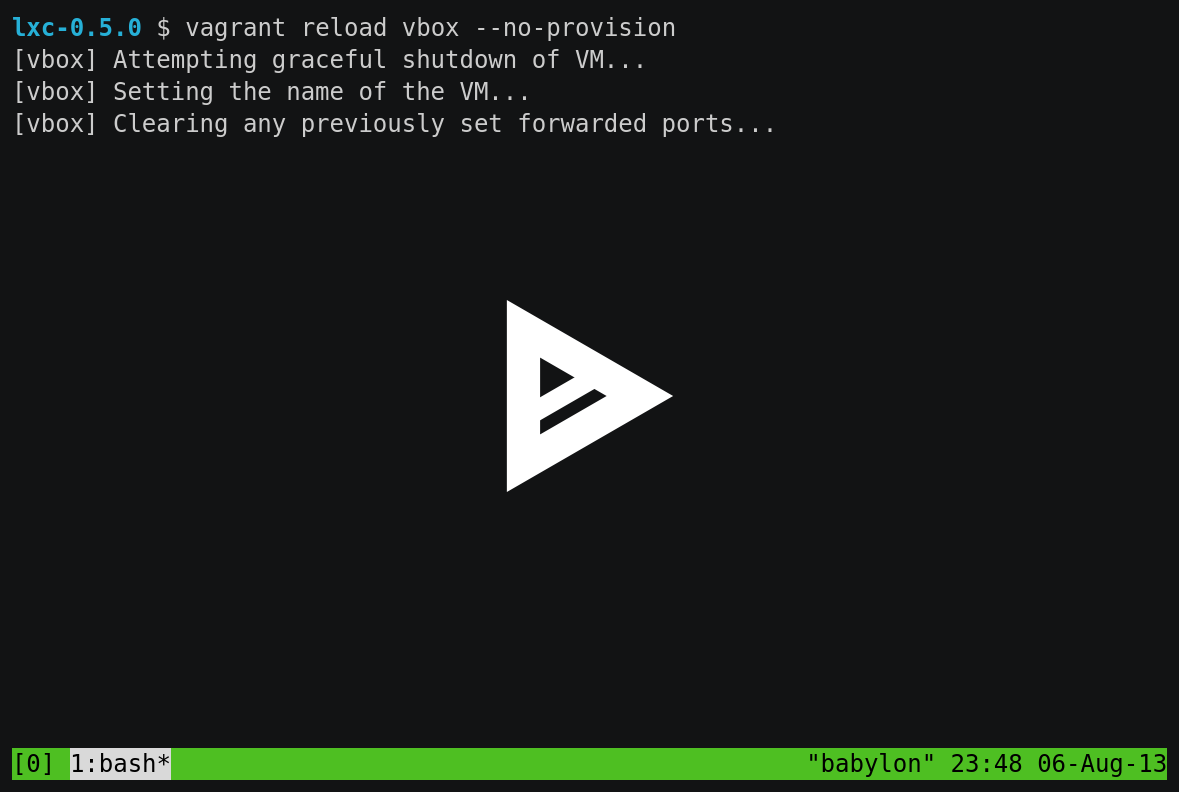 lxc-0.5.0 $ vagrant reload vbox --no-provision
[vbox] Attempting graceful shutdown of VM...
[vbox] Setting the name of the VM...
[vbox] Clearing any previously set forwarded ports...
[0] 1:bash* "babylon" 23:48 06-Aug-13